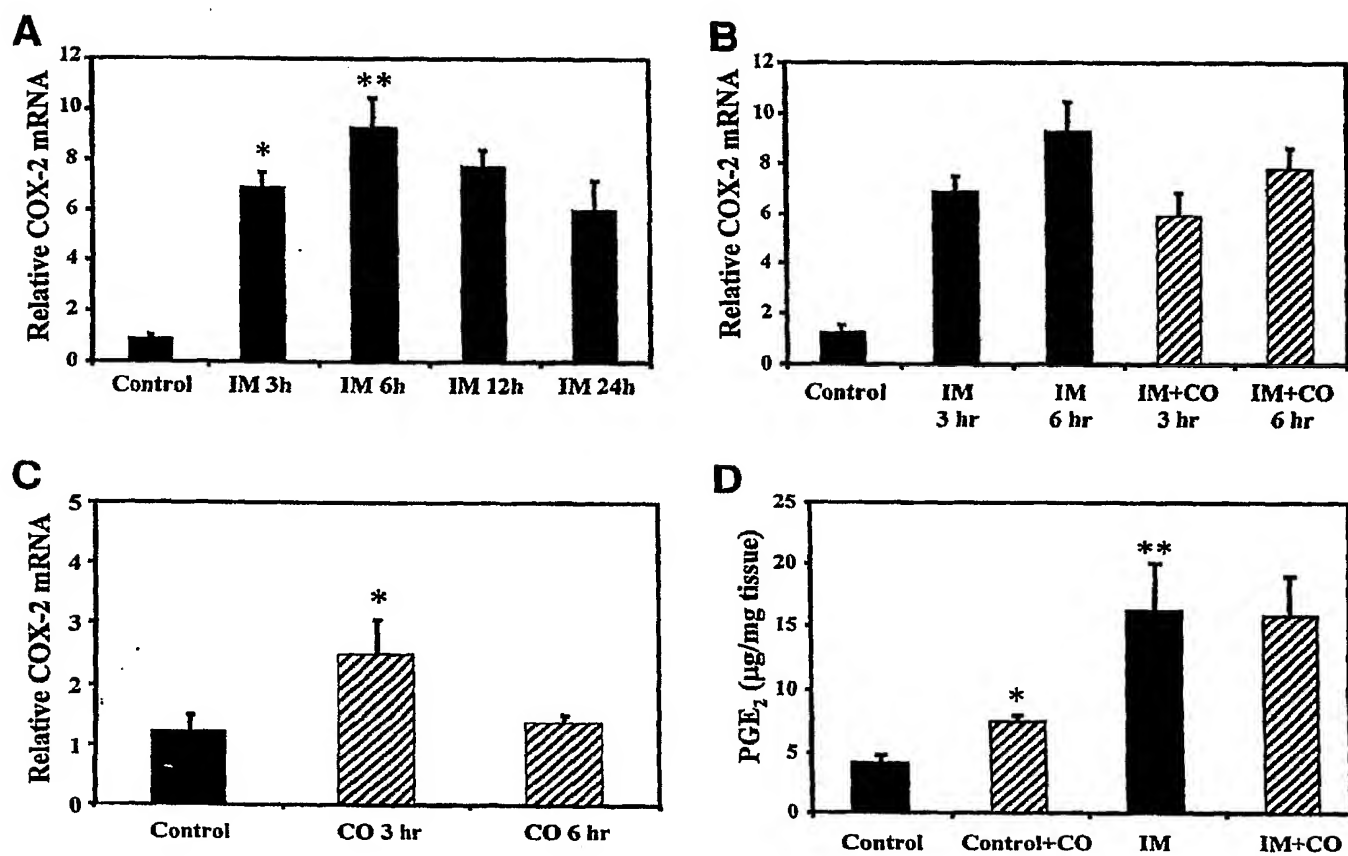 A
Relative COX-2 mRNA
12
10
8
6
4
2
0
*
**
Control IM 3h IM 6h IM 12h IM 24h
B
Relative COX-2 mRNA
12
10
8
6
4
2
0
Control IM IM IM+CO IM+CO
3 hr 6 hr 3 hr 6 hr
C
Relative COX-2 mRNA
5
4
3
2
1
0
*
Control CO 3 hr CO 6 hr
D
PGE₂ (µg/mg tissue)
25
20
15
10
5
0
*
**
Control Control+CO IM IM+CO